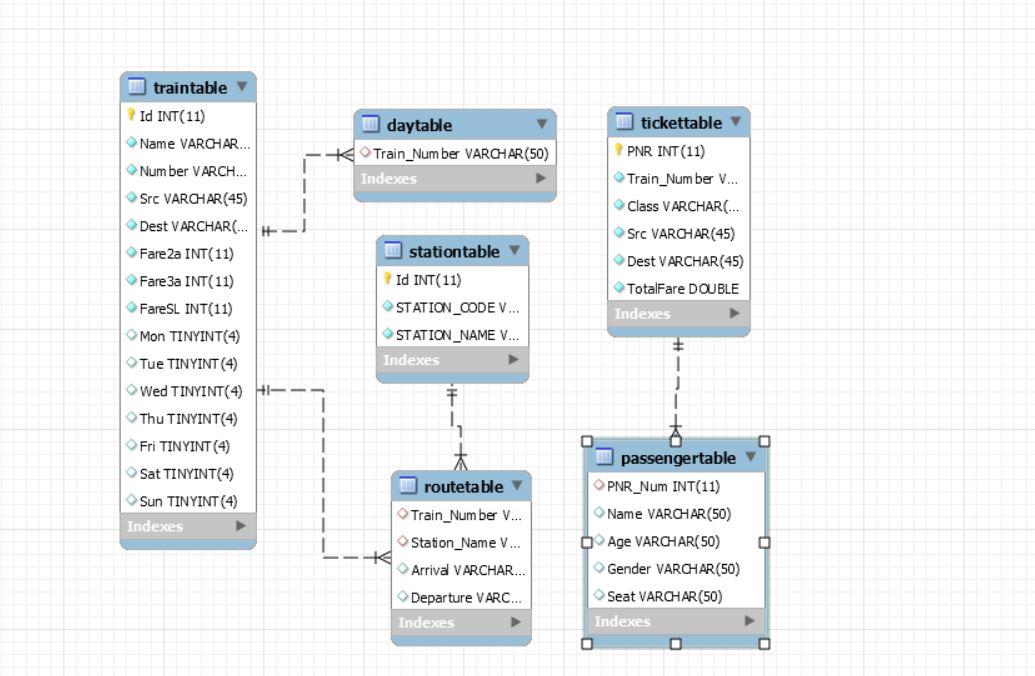 traintable
Id INT(11)
Name VARCHAR...
Number VARCH...
Src VARCHAR(45)
Dest VARCHAR(...
Fare2a INT(11)
Fare3a INT(11)
FareSL INT(11)
Mon TINYINT(4)
Tue TINYINT(4)
Wed TINYINT(4)
Thu TINYINT(4)
Fri TINYINT(4)
Sat TINYINT(4)
Sun TINYINT(4)
Indexes
daytable
Train_Number VARCHAR(50)
Indexes
stationtable
Id INT(11)
STATION_CODE V...
STATION_NAME V...
Indexes
routetable
Train_Number V...
Station_Name V...
Arrival VARCHAR...
Departure VARC...
Indexes
tickettable
PNR INT(11)
Train_Number V...
Class VARCHAR(...
Src VARCHAR(45)
Dest VARCHAR(45)
TotalFare DOUBLE
Indexes
passengertable
PNR_Num INT(11)
Name VARCHAR(50)
Age VARCHAR(50)
Gender VARCHAR(50)
Seat VARCHAR(50)
Indexes